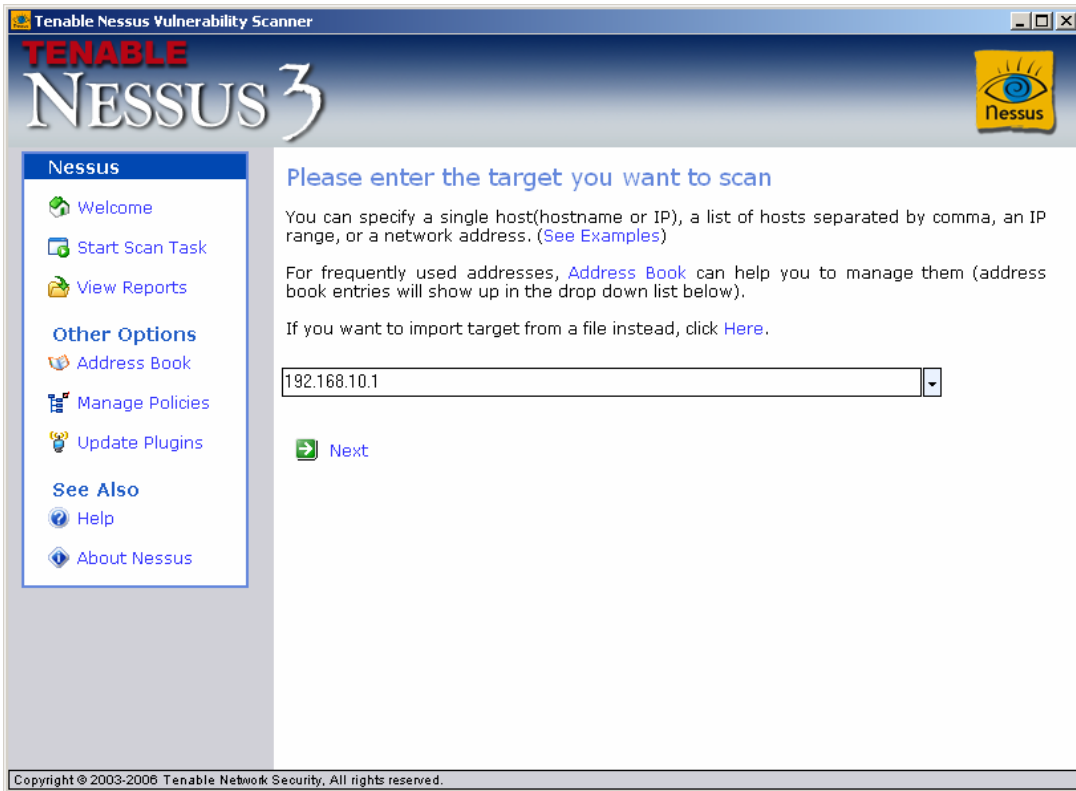 Tenable Nessus Vulnerability Scanner
TENABLE
NESSUS 3
Nessus
Nessus
Welcome
Start Scan Task
View Reports
Other Options
Address Book
Manage Policies
Update Plugins
See Also
Help
About Nessus
Please enter the target you want to scan
You can specify a single host(hostname or IP), a list of hosts separated by comma, an IP
range, or a network address. (See Examples)
For frequently used addresses, Address Book can help you to manage them (address
book entries will show up in the drop down list below).
If you want to import target from a file instead, click Here.
192.168.10.1
Next
Copyright © 2003-2006 Tenable Network Security, All rights reserved.